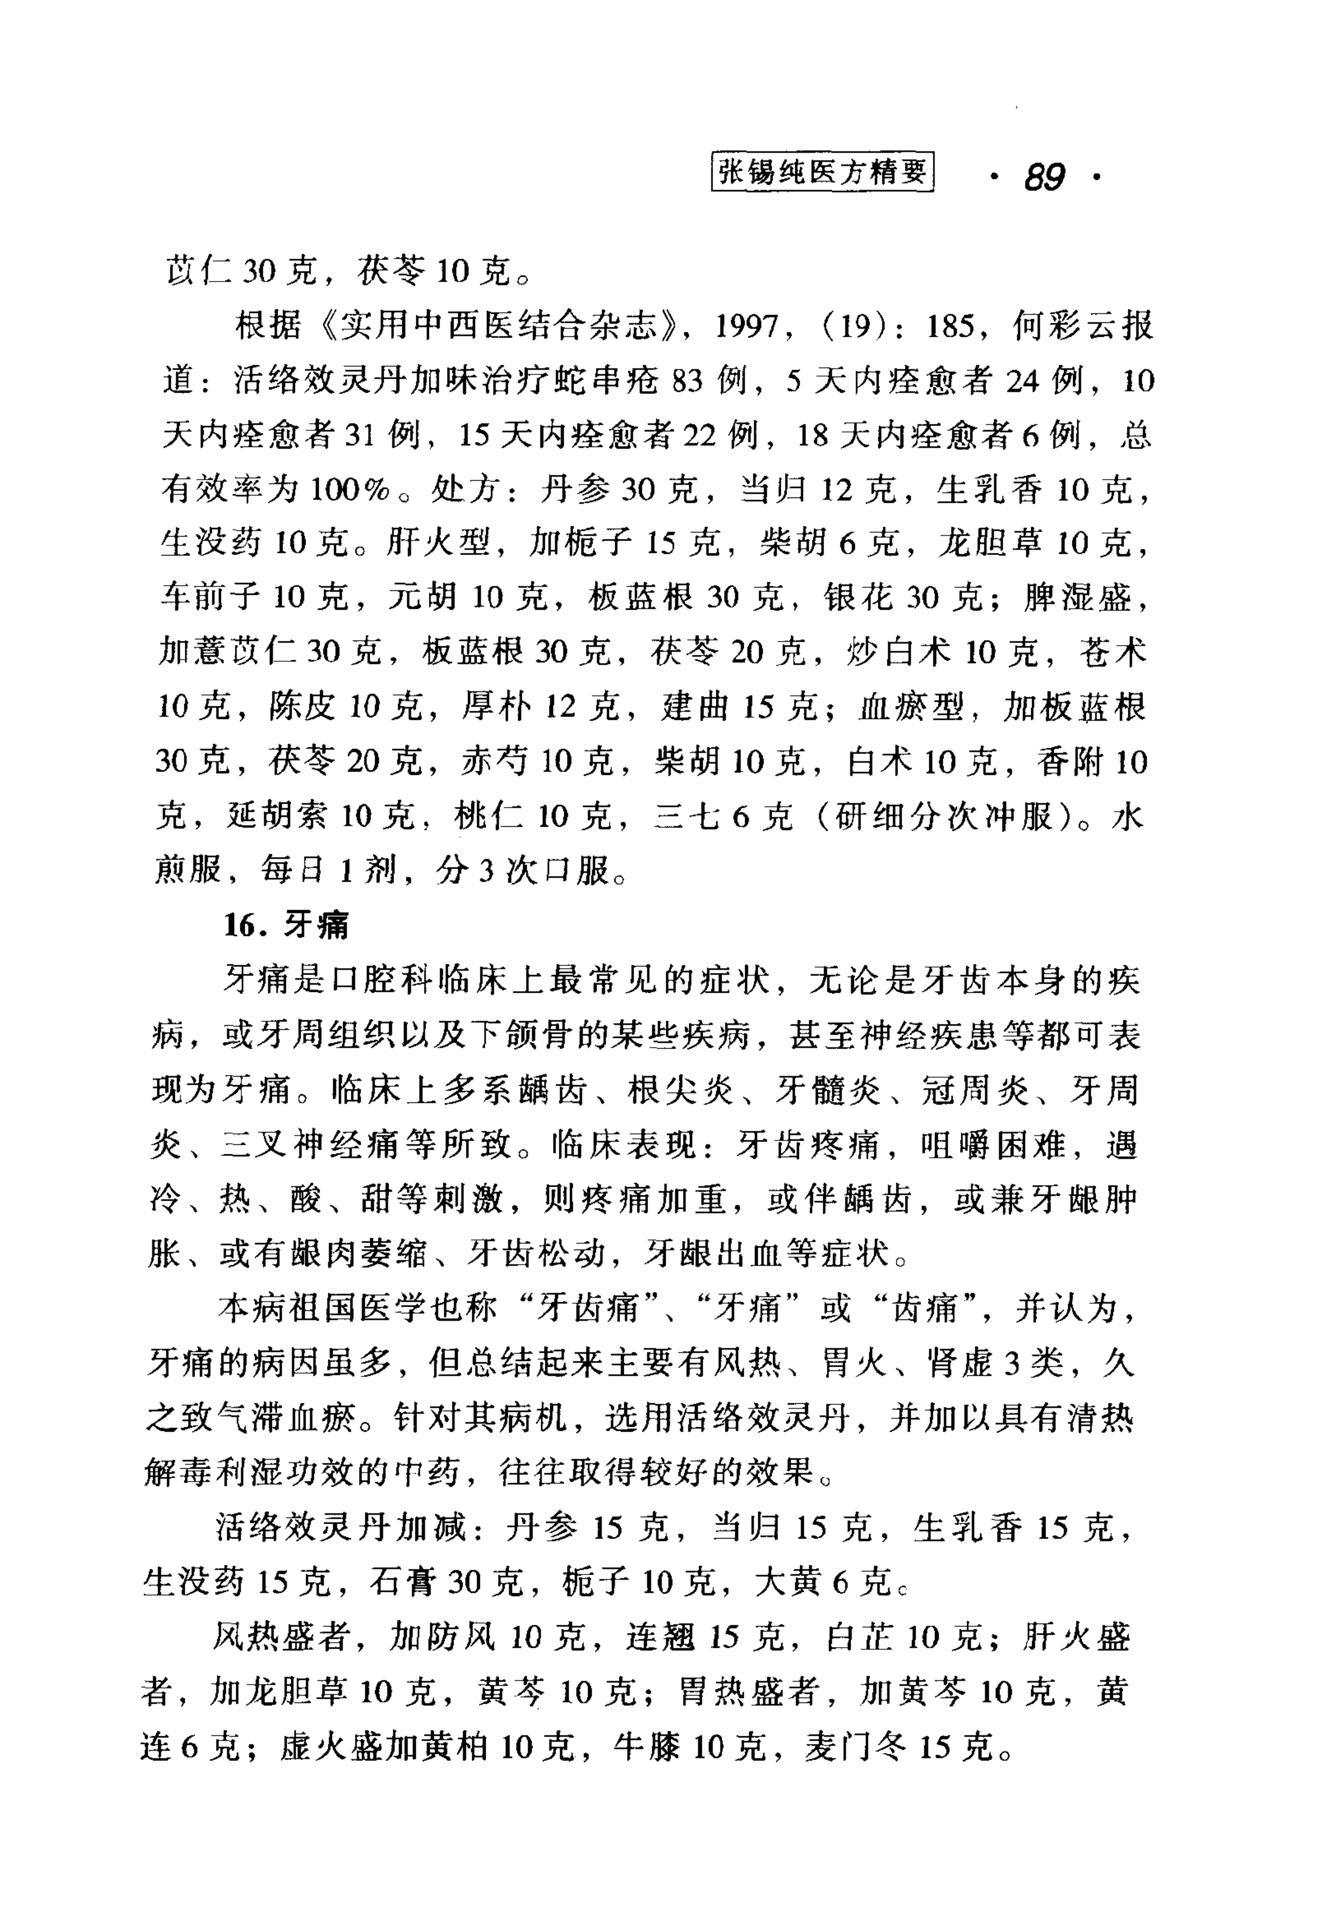 张锡纯医方精要 · 89 ·
苡仁 30 克，茯苓 10 克。
根据《实用中西医结合杂志》，1997，（19）：185，何彩云报
道：活络效灵丹加味治疗蛇串疮 83 例，5 天内痊愈者 24 例，10
天内痊愈者 31 例，15 天内痊愈者 22 例，18 天内痊愈者 6 例，总
有效率为 100%。处方：丹参 30 克，当归 12 克，生乳香 10 克，
生没药 10 克。肝火型，加栀子 15 克，柴胡 6 克，龙胆草 10 克，
车前子 10 克，元胡 10 克，板蓝根 30 克，银花 30 克；脾湿盛，
加薏苡仁 30 克，板蓝根 30 克，茯苓 20 克，炒白术 10 克，苍术
10 克，陈皮 10 克，厚朴 12 克，建曲 15 克；血瘀型，加板蓝根
30 克，茯苓 20 克，赤芍 10 克，柴胡 10 克，白术 10 克，香附 10
克，延胡索 10 克，桃仁 10 克，三七 6 克（研细分次冲服）。水
煎服，每日 1 剂，分 3 次口服。
16. 牙痛
牙痛是口腔科临床上最常见的症状，无论是牙齿本身的疾
病，或牙周组织以及下颌骨的某些疾病，甚至神经疾患等都可表
现为牙痛。临床上多系龋齿、根尖炎、牙髓炎、冠周炎、牙周
炎、三叉神经痛等所致。临床表现：牙齿疼痛，咀嚼困难，遇
冷、热、酸、甜等刺激，则疼痛加重，或伴龋齿，或兼牙龈肿
胀、或有龈肉萎缩、牙齿松动，牙龈出血等症状。
本病祖国医学也称“牙齿痛”、“牙痛”或“齿痛”，并认为，
牙痛的病因虽多，但总结起来主要有风热、胃火、肾虚 3 类，久
之致气滞血瘀。针对其病机，选用活络效灵丹，并加以具有清热
解毒利湿功效的中药，往往取得较好的效果。
活络效灵丹加减：丹参 15 克，当归 15 克，生乳香 15 克，
生没药 15 克，石膏 30 克，栀子 10 克，大黄 6 克。
风热盛者，加防风 10 克，连翘 15 克，白芷 10 克；肝火盛
者，加龙胆草 10 克，黄芩 10 克；胃热盛者，加黄芩 10 克，黄
连 6 克；虚火盛加黄柏 10 克，牛膝 10 克，麦门冬 15 克。